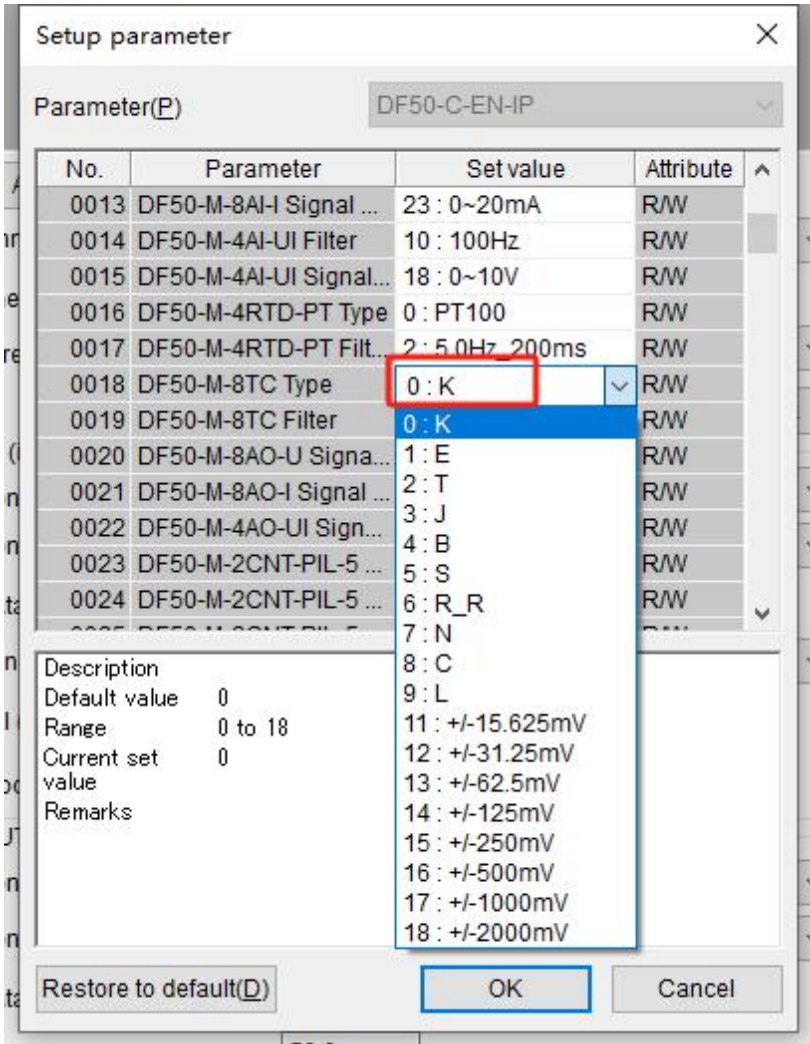 Setup parameter
Parameter(P) DF50-C-EN-IP
No. Parameter Set value Attribute
0013 DF50-M-8AI-I Signal ... 23 : 0~20mA R/W
0014 DF50-M-4AI-UI Filter 10 : 100Hz R/W
0015 DF50-M-4AI-UI Signal... 18 : 0~10V R/W
0016 DF50-M-4RTD-PT Type 0 : PT100 R/W
0017 DF50-M-4RTD-PT Filt... 2 : 5.0Hz_200ms R/W
0018 DF50-M-8TC Type 0 : K R/W
0019 DF50-M-8TC Filter R/W
0020 DF50-M-8AO-U Signa... R/W
0021 DF50-M-8AO-I Signal ... R/W
0022 DF50-M-4AO-UI Sign... R/W
0023 DF50-M-2CNT-PIL-5 ... R/W
0024 DF50-M-2CNT-PIL-5 ... R/W
0 : K
1 : E
2 : T
3 : J
4 : B
5 : S
6 : R_R
7 : N
8 : C
9 : L
11 : +/-15.625mV
12 : +/-31.25mV
13 : +/-62.5mV
14 : +/-125mV
15 : +/-250mV
16 : +/-500mV
17 : +/-1000mV
18 : +/-2000mV
Description
Default value 0
Range 0 to 18
Current set 0
value
Remarks
Restore to default(D) OK Cancel